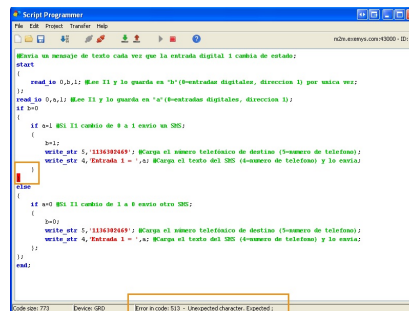 Script Programmer
File Edit Project Transfer Help
n2m.exemys.com:43000 - ID:
@Envia un mensaje de texto cada vez que la entrada digital 1 cambia de estado;
start
(
read_io 0,b,1; @Lee I1 y lo guarda en "b"(0=entradas digitales, direccion 1) por unica vez;
);
read_io 0,a,1; @Lee I1 y lo guarda en "a"(0=entradas digitales, direccion 1);
if b=0
(
if a=1 @Si I1 cambio de 0 a 1 envio un SMS;
(
b=1;
write_str 5,'1136302469'; @Carga el número telefónico de destino (5=numero de telefono);
write_str 4,'Entrada 1 = ',a; @Carga el texto del SMS (4=numero de telefono) y lo envia;
)
else
(
if a=0 @Si I1 cambio de 1 a 0 envio otro SMS;
(
b=0;
write_str 5,'1136302469'; @Carga el número telefónico de destino (5=numero de telefono);
write_str 4,'Entrada 1 = ',a; @Carga el texto del SMS (4=numero de telefono) y lo envia;
);
);
end;
Code size: 773 Device: GRD Error in code: 513 - Unexpected character. Expected ;